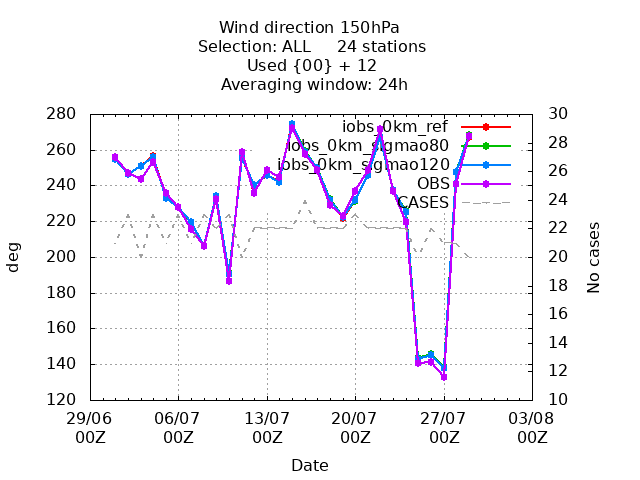 Wind direction 150hPa
Selection: ALL 24 stations
Used {00} + 12
Averaging window: 24h
280
260
240
220
200
180
160
140
120
deg
30
28
26
24
22
20
18
16
14
12
10
No cases
iobs_0km_ref
iobs_0km_sigmao80
iobs_0km_sigmao120
OBS
CASES
29/06 06/07 13/07 20/07 27/07 03/08
00Z 00Z 00Z 00Z 00Z 00Z
Date